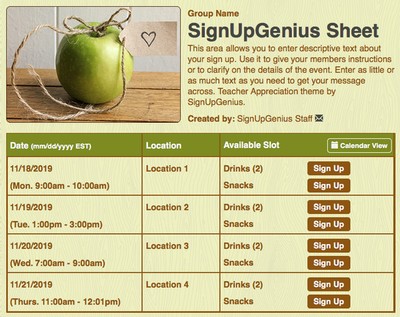 Group Name
SignUpGenius Sheet
This area allows you to enter descriptive text about
your sign up. Use it to give your members instructions
or to clarify on the details of the event. Enter as little or
as much text as you need to get your message
across. Teacher Appreciation theme by
SignUpGenius.
Created by: SignUpGenius Staff
Date (mm/dd/yyyy EST) Location Available Slot Calendar View
11/18/2019 Location 1 Drinks (2) Sign Up
(Mon. 9:00am - 10:00am) Snacks Sign Up
11/19/2019 Location 2 Drinks (2) Sign Up
(Tue. 1:00pm - 3:00pm) Snacks Sign Up
11/20/2019 Location 3 Drinks (2) Sign Up
(Wed. 7:00am - 9:00am) Snacks Sign Up
11/21/2019 Location 4 Drinks (2) Sign Up
(Thurs. 11:00am - 12:01pm) Snacks Sign Up